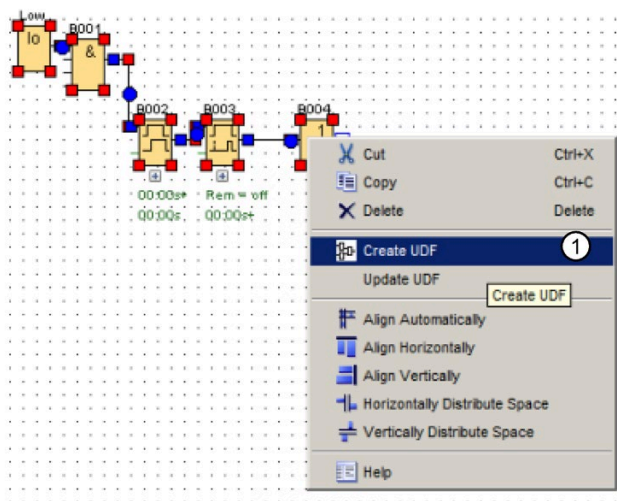 Low
lo
B001
&
B002
B003
B004
1
00:00s+
00:00s
Rem = off
00:00s+
Cut Ctrl+X
Copy Ctrl+C
Delete Delete
Create UDF 1
Update UDF
Create UDF
Align Automatically
Align Horizontally
Align Vertically
Horizontally Distribute Space
Vertically Distribute Space
Help